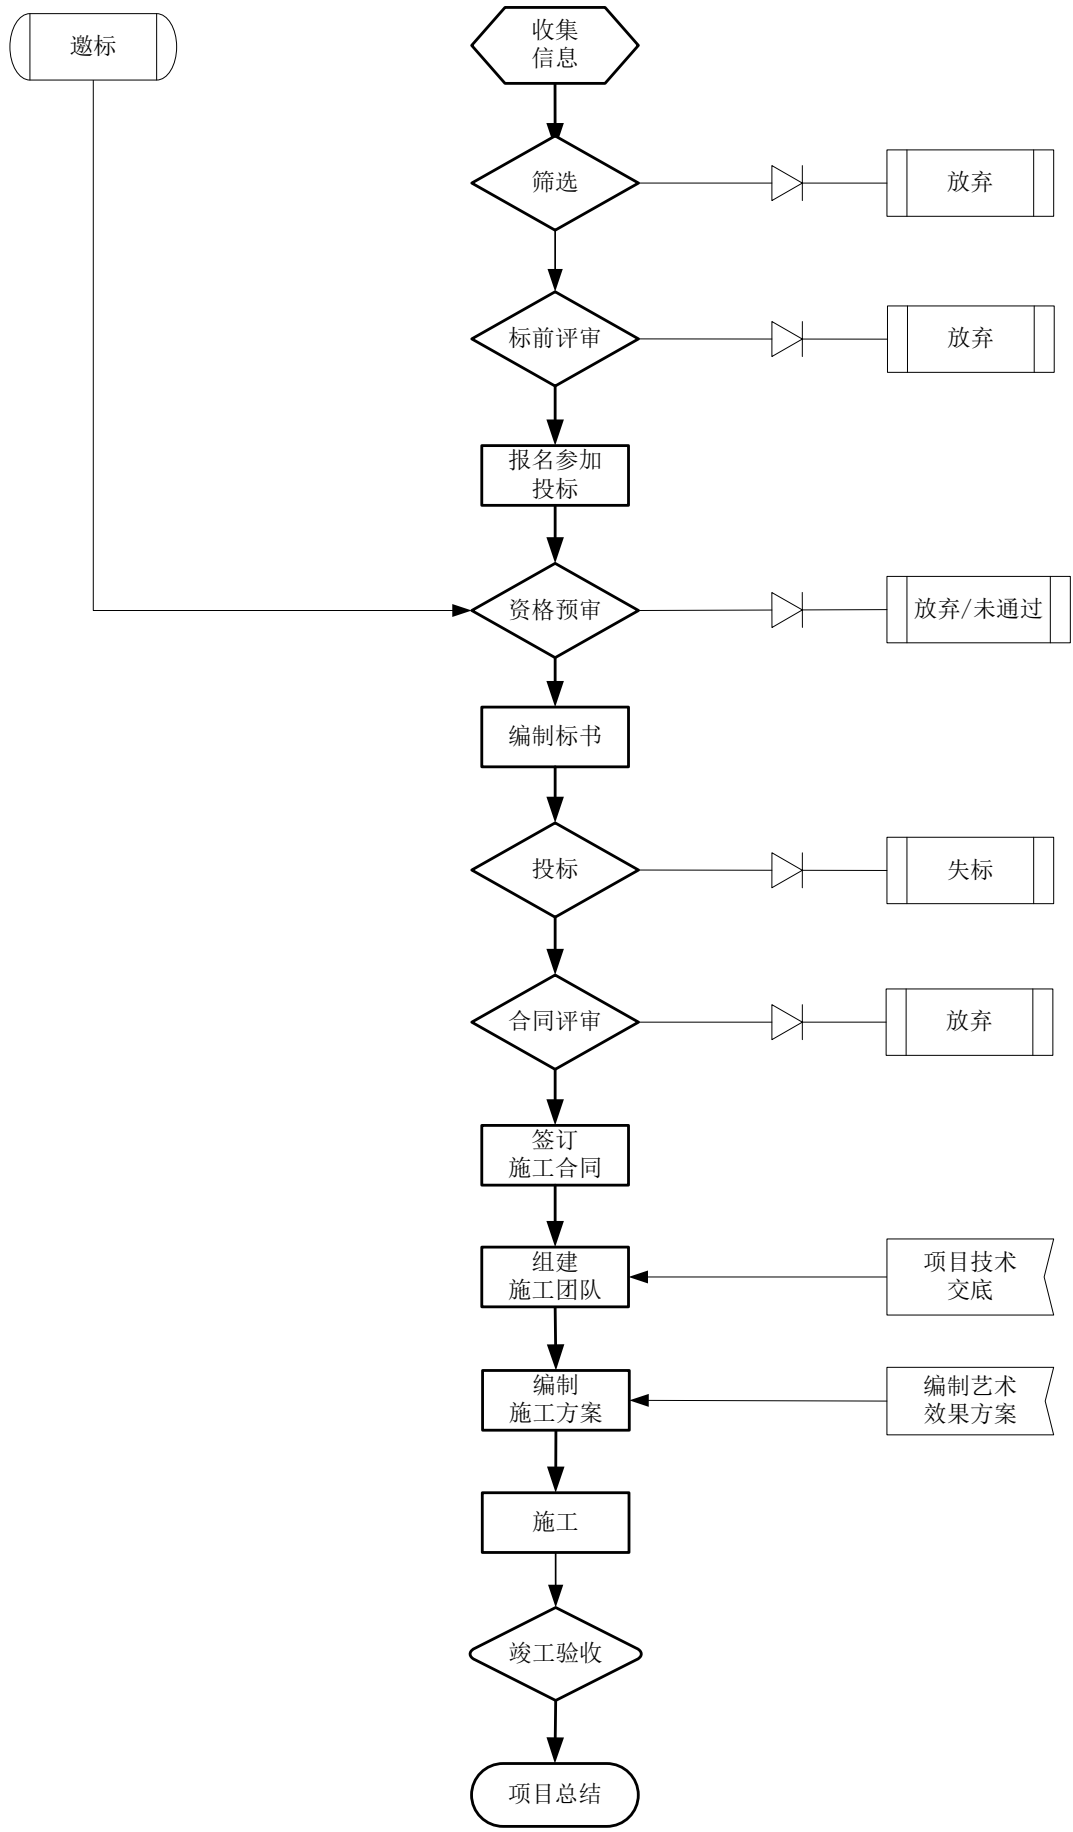 邀标
收集
信息
筛选
放弃
标前评审
放弃
报名参加
投标
资格预审
放弃/未通过
编制标书
投标
失标
合同评审
放弃
签订
施工合同
组建
施工团队
项目技术
交底
编制
施工方案
编制艺术
效果方案
施工
竣工验收
项目总结